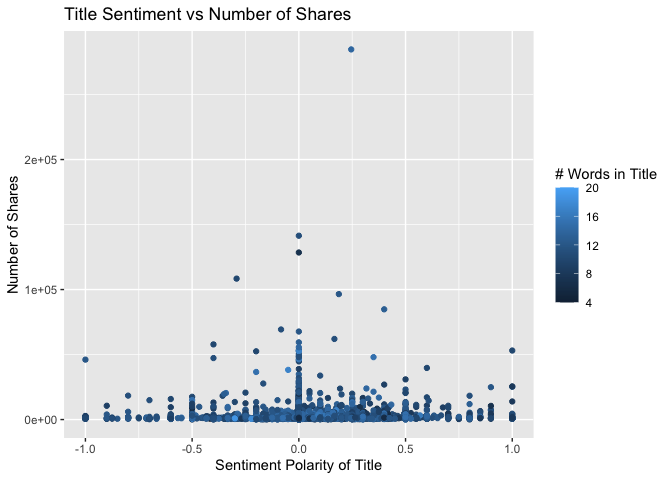 Title Sentiment vs Number of Shares
Number of Shares
2e+05
1e+05
0e+00
-1.0
-0.5
0.0
0.5
1.0
Sentiment Polarity of Title
# Words in Title
20
16
12
8
4